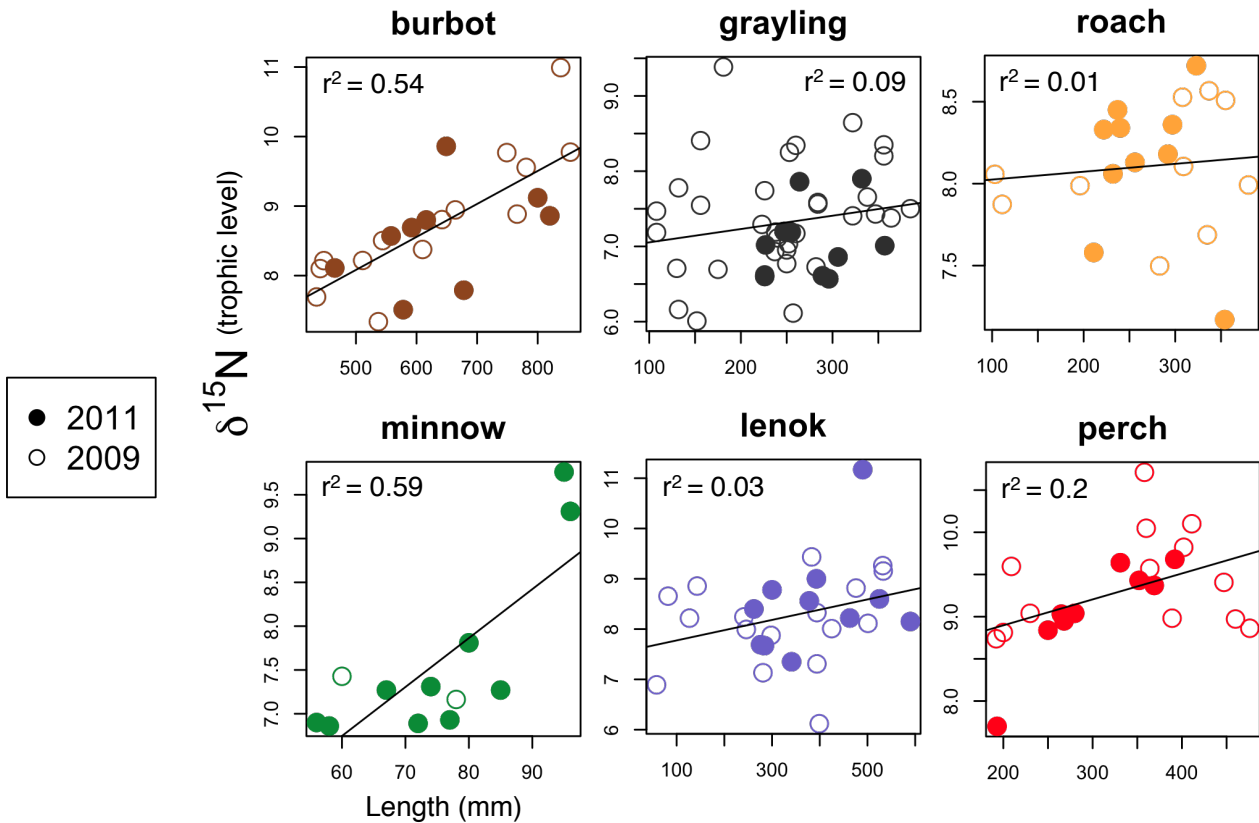 burbot
r² = 0.54
11
10
9
8
500 600 700 800
grayling
r² = 0.09
9.0
8.0
7.0
6.0
100 200 300
roach
r² = 0.01
8.5
8.0
7.5
100 200 300
δ ¹⁵N (trophic level)
2011
2009
minnow
r² = 0.59
9.5
9.0
8.5
8.0
7.5
7.0
60 70 80 90
Length (mm)
lenok
r² = 0.03
11
10
9
8
7
6
100 300 500
perch
r² = 0.2
10.0
9.0
8.0
200 300 400